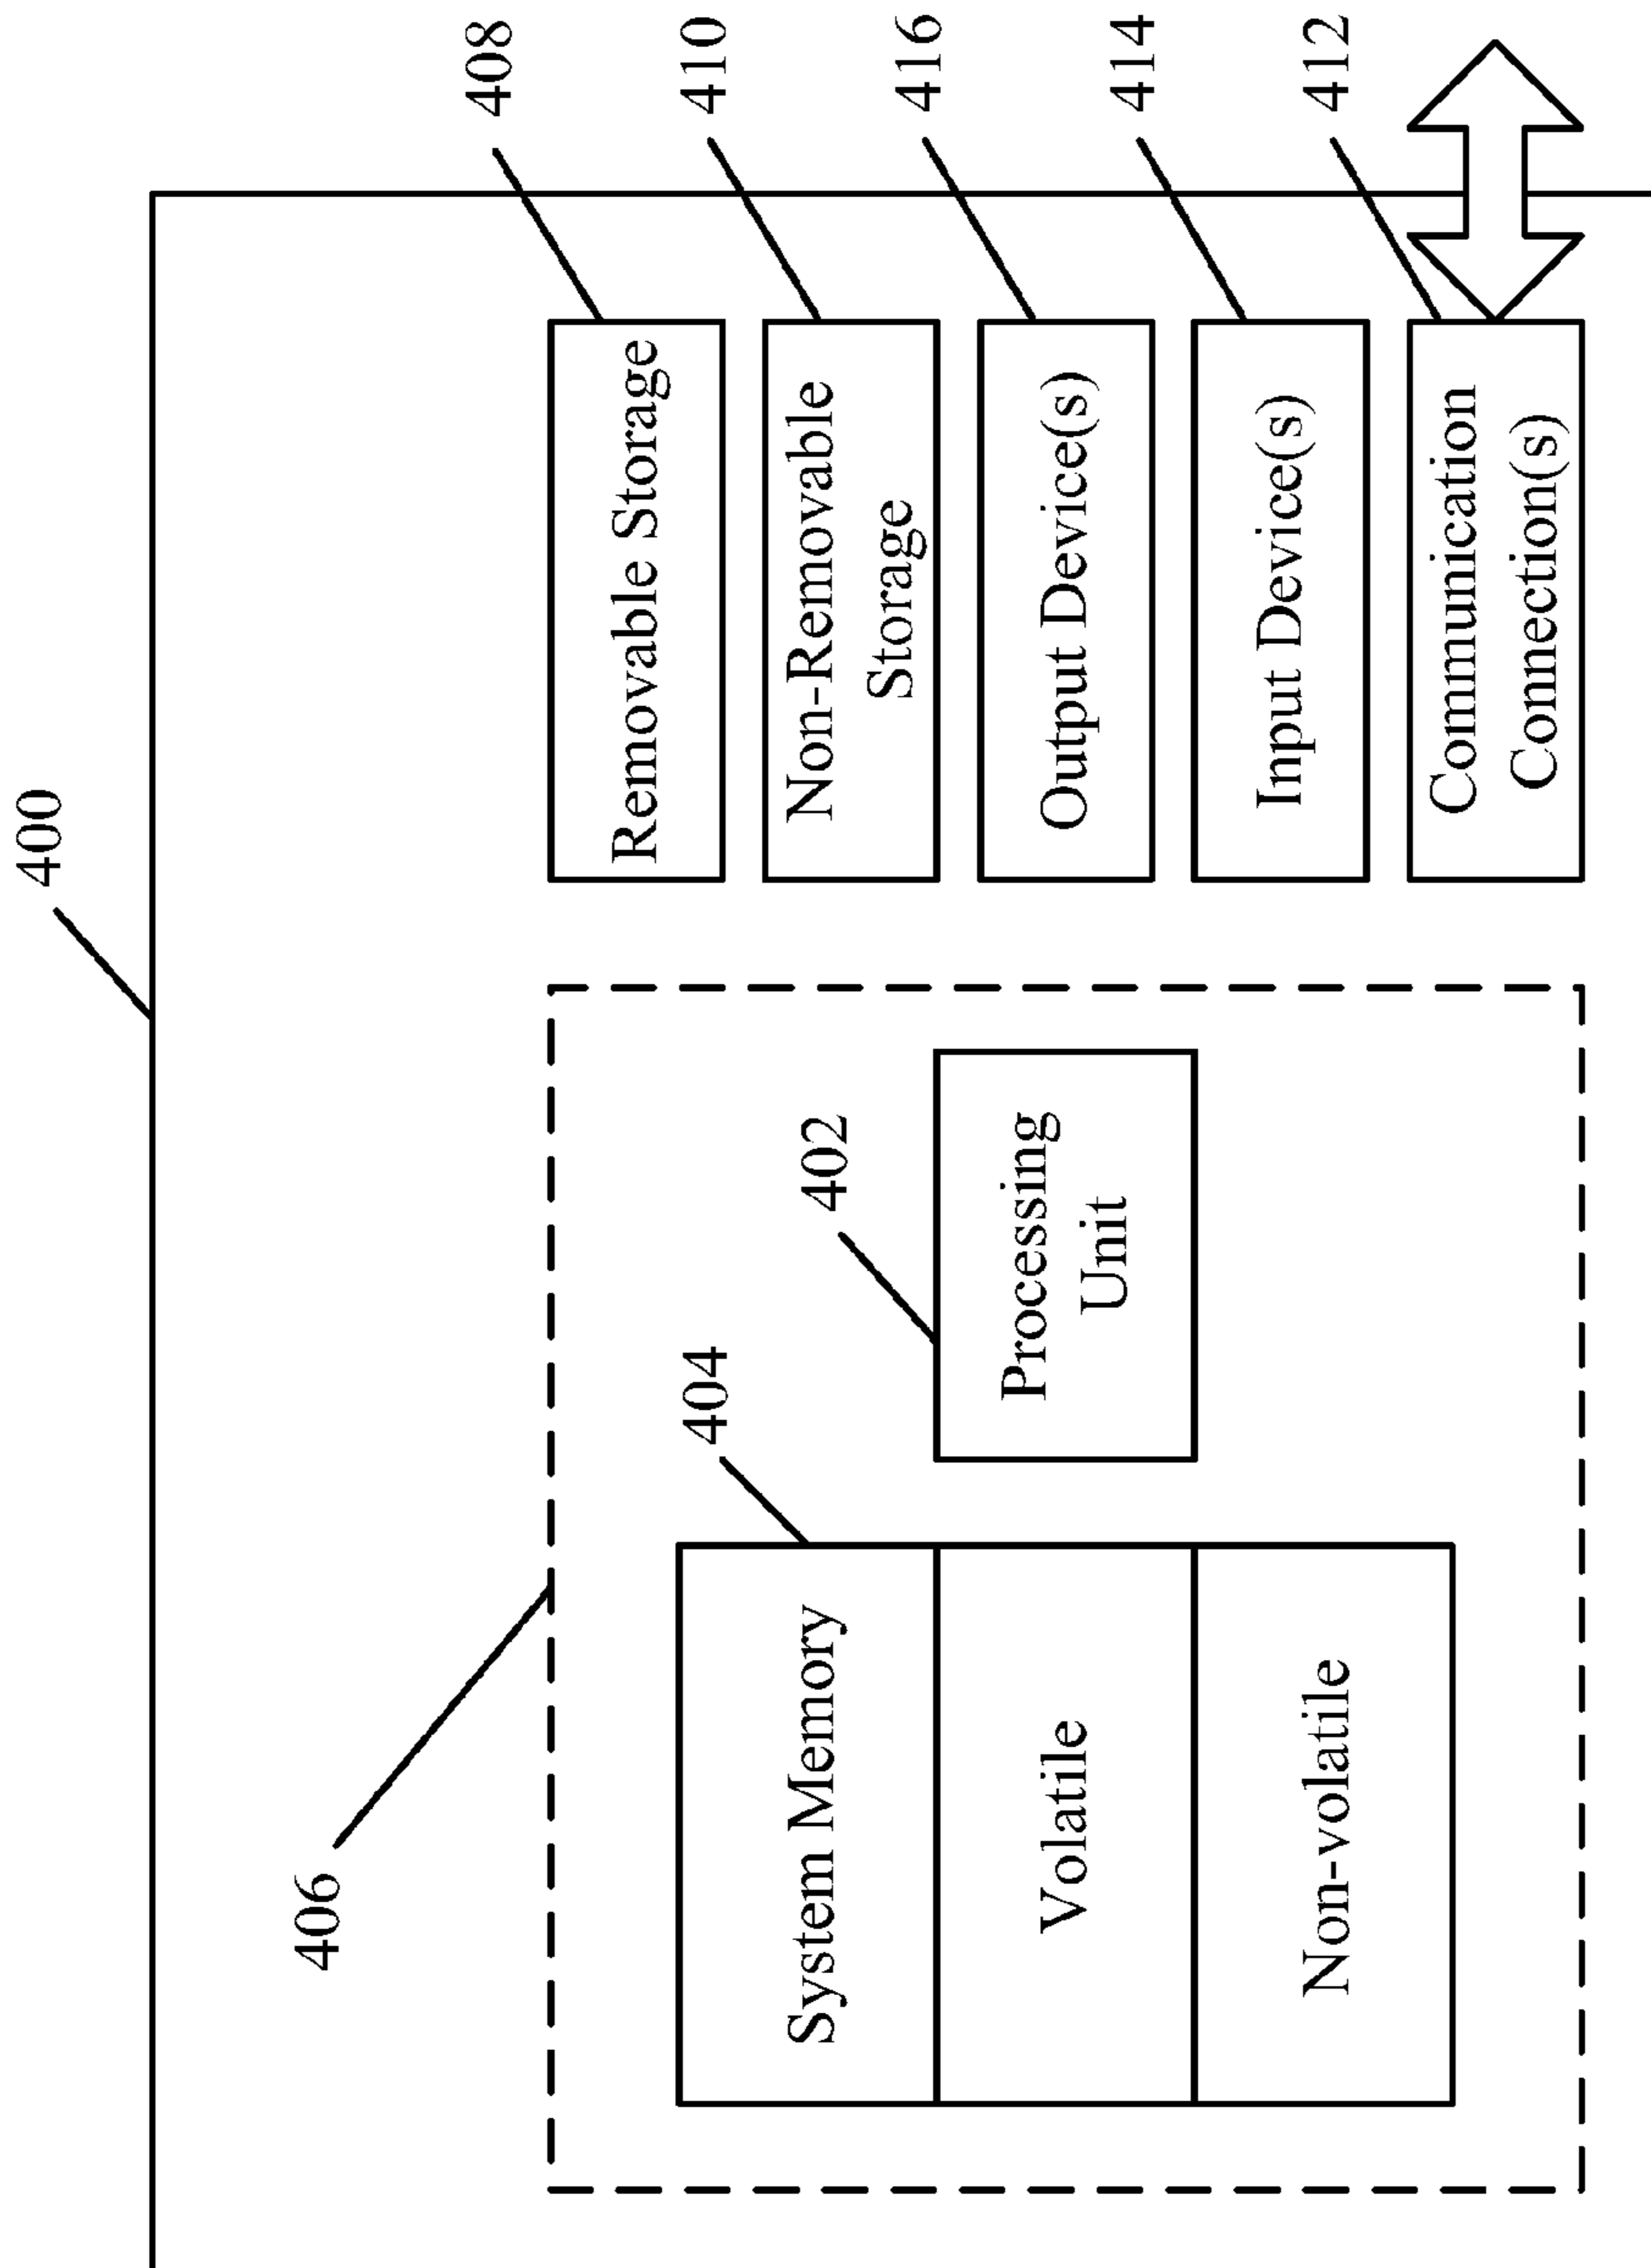 400
406
404
System Memory
Volatile
Non-volatile
402
Processing
Unit
408
Removable Storage
410
Non-Removable
Storage
416
Output Device(s)
414
Input Device(s)
412
Communication
Connection(s)